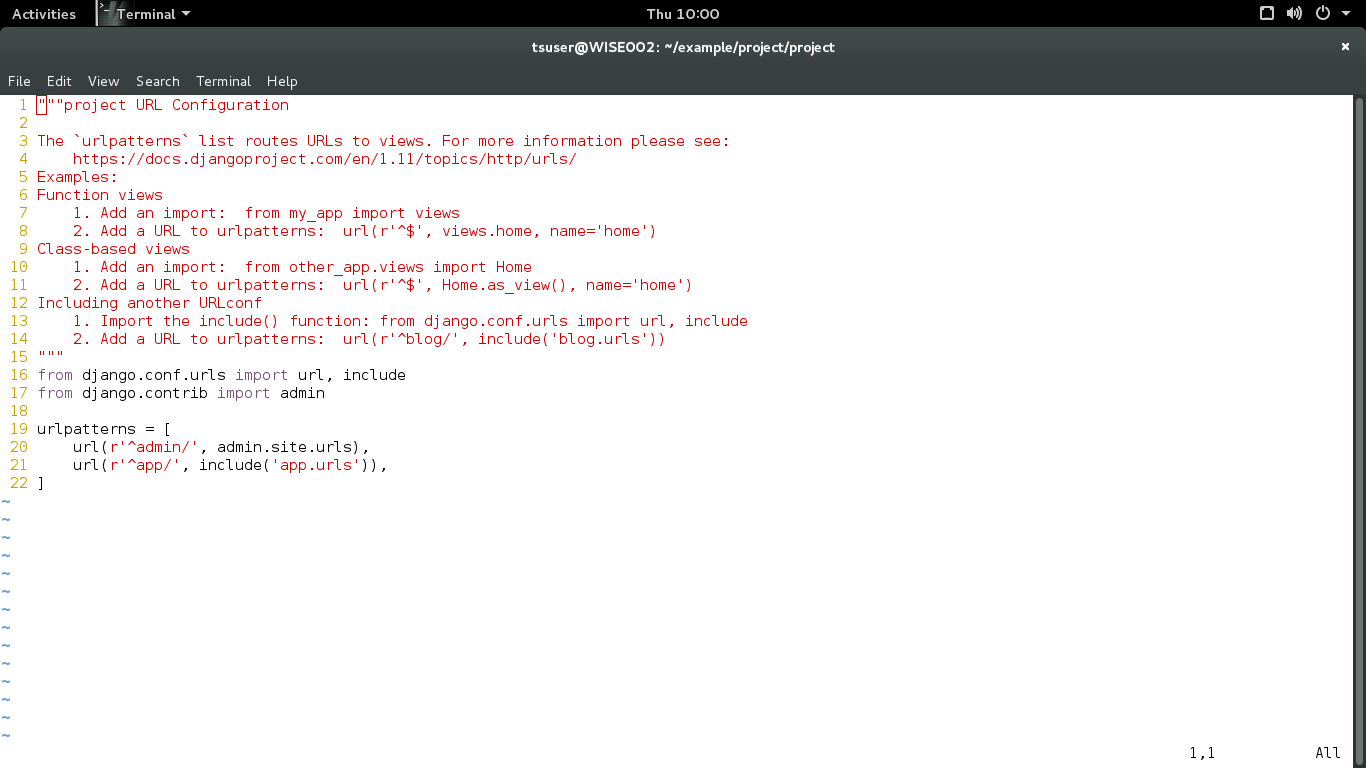 Activities Terminal Thu 10:00
tsuser@WISE002: ~/example/project/project ×
File Edit View Search Terminal Help
1 """project URL Configuration
2
3 The `urlpatterns` list routes URLs to views. For more information please see:
4     https://docs.djangoproject.com/en/1.11/topics/http/urls/
5 Examples:
6 Function views
7     1. Add an import:  from my_app import views
8     2. Add a URL to urlpatterns:  url(r'^$', views.home, name='home')
9 Class-based views
10     1. Add an import:  from other_app.views import Home
11     2. Add a URL to urlpatterns:  url(r'^$', Home.as_view(), name='home')
12 Including another URLconf
13     1. Import the include() function: from django.conf.urls import url, include
14     2. Add a URL to urlpatterns:  url(r'^blog/', include('blog.urls'))
15 """
16 from django.conf.urls import url, include
17 from django.contrib import admin
18
19 urlpatterns = [
20     url(r'^admin/', admin.site.urls),
21     url(r'^app/', include('app.urls')),
22 ]
~
~
~
~
~
~
~
~
~
~
~
~
~
~
1,1 All